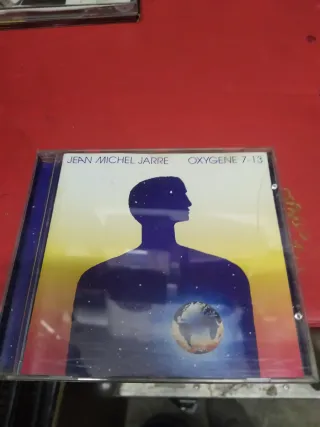 JEAN MICHEL JARRE OXYGENE 7-13